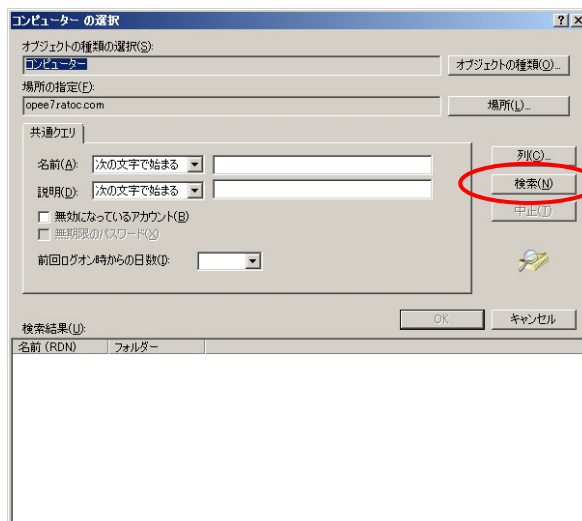 コンピューター の選択
オブジェクトの種類の選択(S):
コンピューター
オブジェクトの種類(O)...
場所の指定(F):
opee7ratoc.com
場所(L)...
共通クエリ
名前(A): 次の文字で始まる
列(C)...
説明(D): 次の文字で始まる
検索(N)
無効になっているアカウント(B)
中止(T)
無期限のパスワード(X)
前回ログオン時からの日数(I):
OK
キャンセル
検索結果(U):
名前 (RDN) フォルダー